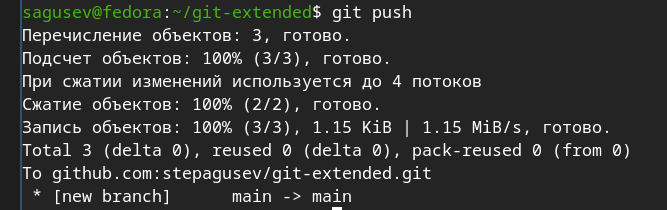 sagusev@fedora:~/git-extended$ git push
Перечисление объектов: 3, готово.
Подсчет объектов: 100% (3/3), готово.
При сжатии изменений используется до 4 потоков
Сжатие объектов: 100% (2/2), готово.
Запись объектов: 100% (3/3), 1.15 KiB | 1.15 MiB/s, готово.
Total 3 (delta 0), reused 0 (delta 0), pack-reused 0 (from 0)
To github.com:stepagusev/git-extended.git
 * [new branch]      main -> main